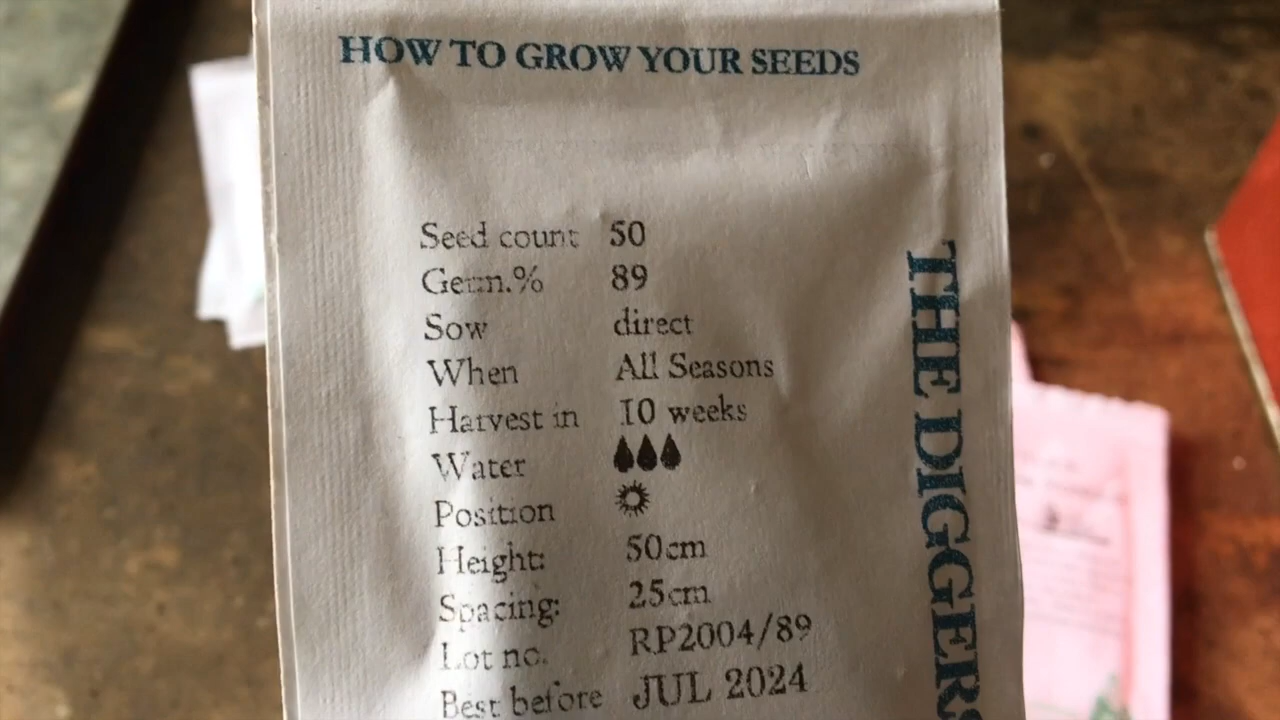 HOW TO GROW YOUR SEEDS
Seed count 50
Germ.% 89
Sow direct
When All Seasons
Harvest in 10 weeks
Water
Position
Height: 50cm
Spacing: 25cm
Lot no. RP2004/89
Best before JUL 2024
THE DIGGERS